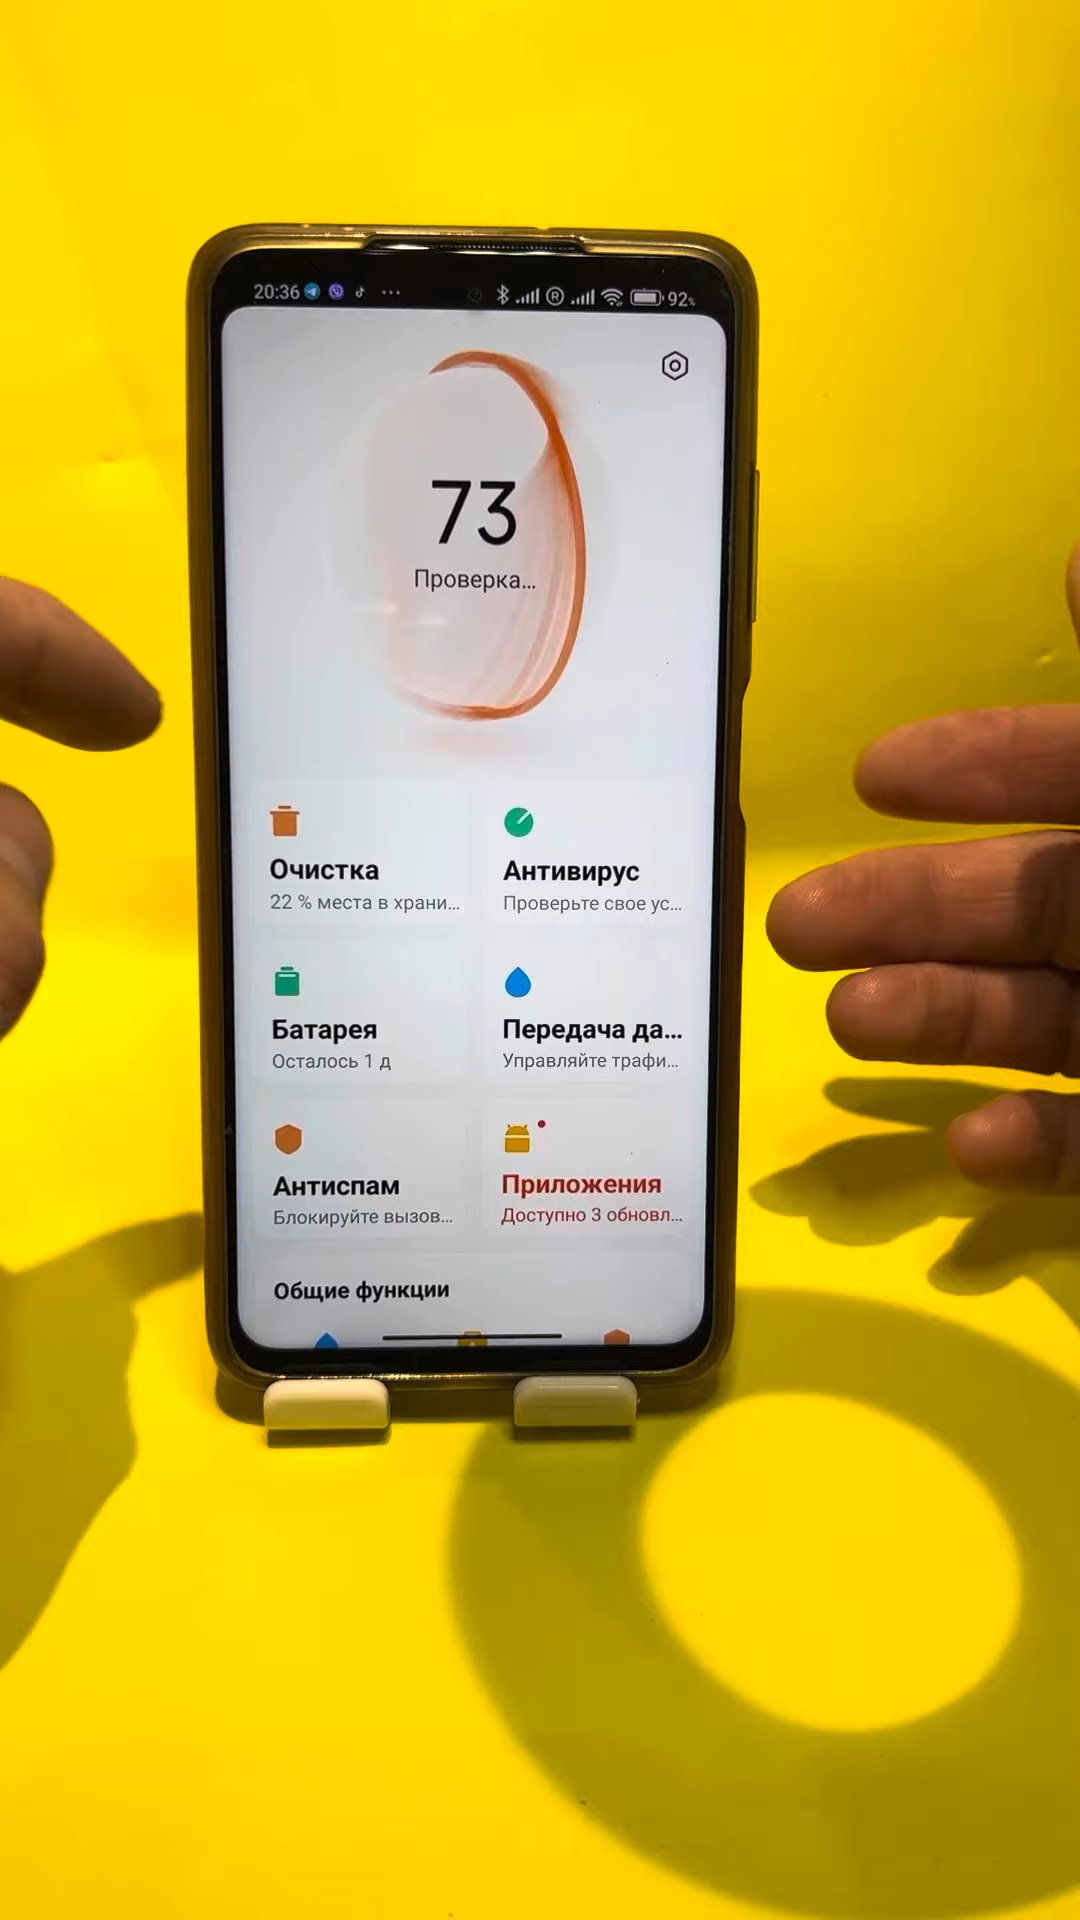 20:36
92%
73
Проверка...
Очистка
22 % места в храни...
Антивирус
Проверьте свое ус...
Батарея
Осталось 1 д
Передача да...
Управляйте трафи...
Антиспам
Блокируйте вызов...
Приложения
Доступно 3 обновл...
Общие функции